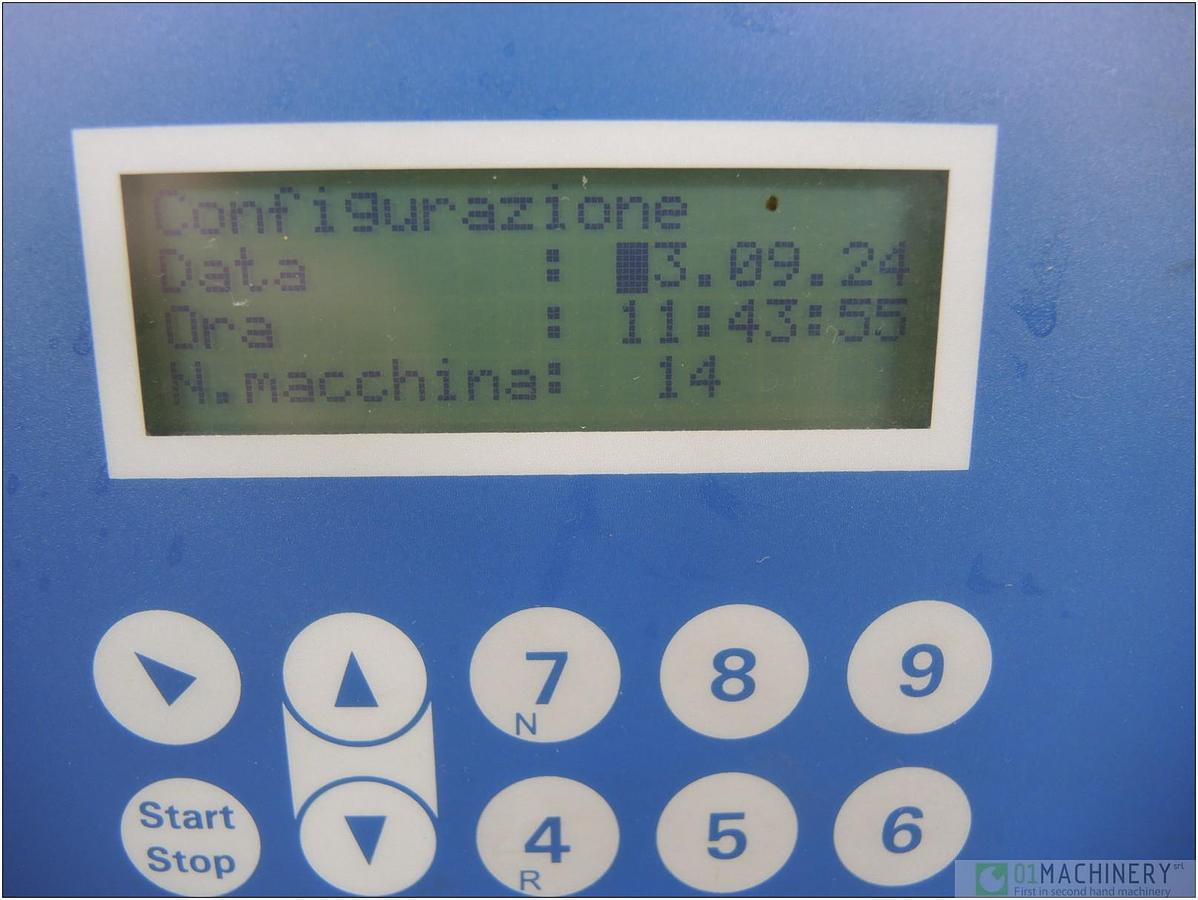 Configurazione
Data : 3.09.24
Ora : 11:43:55
N.macchina: 14
7 8 9
N
Start
Stop
4 5 6
R
01MACHINERY srl
First in second hand machinery